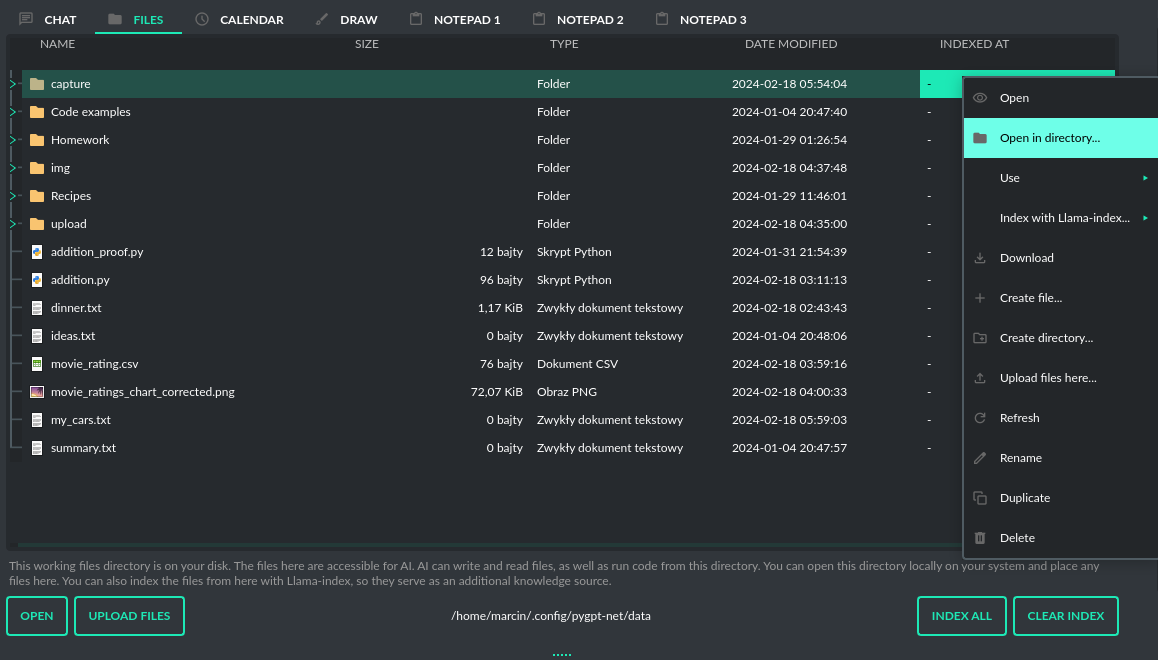 CHAT FILES CALENDAR DRAW NOTEPAD 1 NOTEPAD 2 NOTEPAD 3
NAME SIZE TYPE DATE MODIFIED INDEXED AT
capture Folder 2024-02-18 05:54:04 -
Code examples Folder 2024-01-04 20:47:40 -
Homework Folder 2024-01-29 01:26:54 -
img Folder 2024-02-18 04:37:48 -
Recipes Folder 2024-01-29 11:46:01 -
upload Folder 2024-02-18 04:35:00 -
addition_proof.py 12 bajty Skrypt Python 2024-01-31 21:54:39 -
addition.py 96 bajty Skrypt Python 2024-02-18 03:11:13 -
dinner.txt 1,17 KiB Zwykły dokument tekstowy 2024-02-18 02:43:43 -
ideas.txt 0 bajty Zwykły dokument tekstowy 2024-01-04 20:48:06 -
movie_rating.csv 76 bajty Dokument CSV 2024-02-18 03:59:16 -
movie_ratings_chart_corrected.png 72,07 KiB Obraz PNG 2024-02-18 04:00:33 -
my_cars.txt 0 bajty Zwykły dokument tekstowy 2024-02-18 05:59:03 -
summary.txt 0 bajty Zwykły dokument tekstowy 2024-01-04 20:47:57 -
Open
Open in directory...
Use
Index with Llama-index...
Download
Create file...
Create directory...
Upload files here...
Refresh
Rename
Duplicate
Delete
This working files directory is on your disk. The files here are accessible for AI. AI can write and read files, as well as run code from this directory. You can open this directory locally on your system and place any
files here. You can also index the files from here with Llama-index, so they serve as an additional knowledge source.
OPEN UPLOAD FILES /home/marcin/.config/pygpt-net/data INDEX ALL CLEAR INDEX